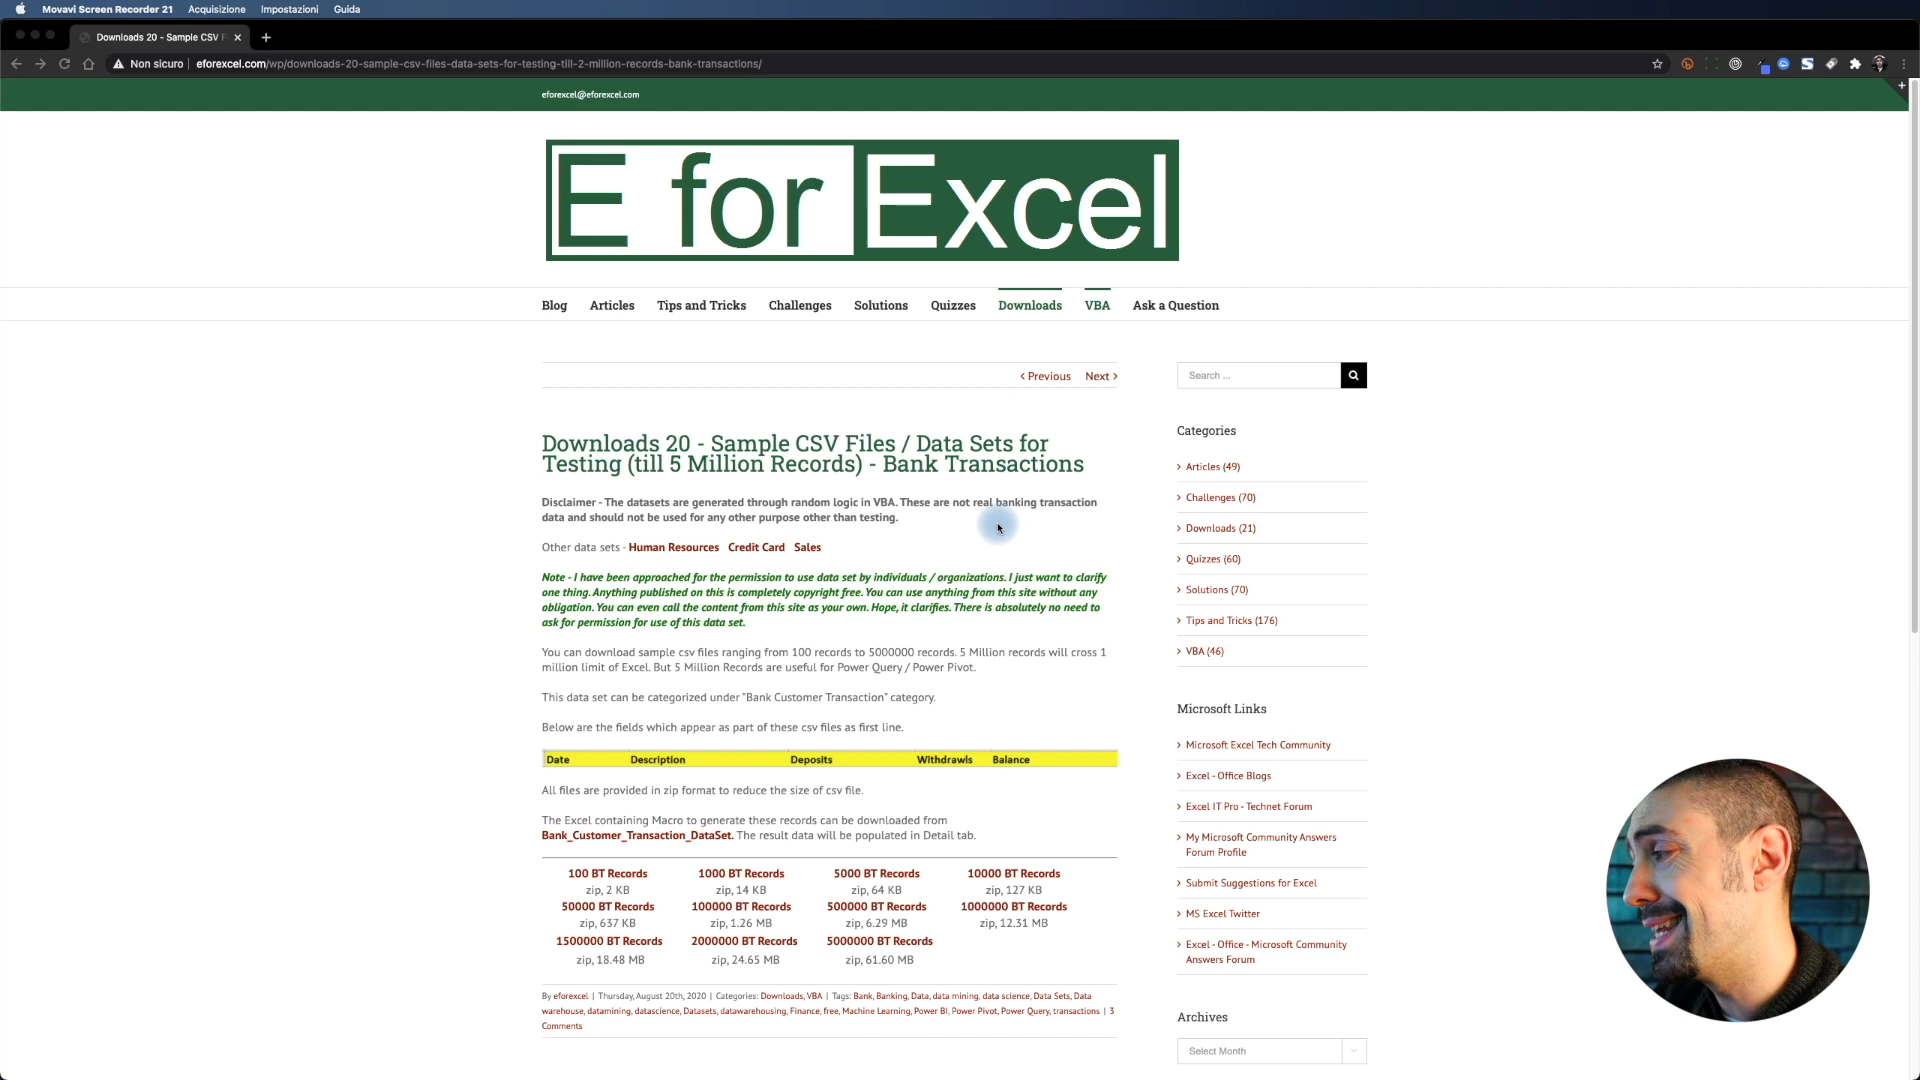 Movavi Screen Recorder 21 Acquisizione Impostazioni Guida
Downloads 20 - Sample CSV F
Non sicuro eforexcel.com/wp/downloads-20-sample-csv-files-data-sets-for-testing-till-2-million-records-bank-transactions/
eforexcel@eforexcel.com
E for Excel
Blog Articles Tips and Tricks Challenges Solutions Quizzes Downloads VBA Ask a Question
< Previous Next >
Downloads 20 - Sample CSV Files / Data Sets for
Testing (till 5 Million Records) - Bank Transactions
Disclaimer - The datasets are generated through random logic in VBA. These are not real banking transaction
data and should not be used for any other purpose other than testing.
Other data sets - Human Resources Credit Card Sales
Note - I have been approached for the permission to use data set by individuals / organizations. I just want to clarify
one thing. Anything published on this is completely copyright free. You can use anything from this site without any
obligation. You can even call the content from this site as your own. Hope, it clarifies. There is absolutely no need to
ask for permission for use of this data set.
You can download sample csv files ranging from 100 records to 5000000 records. 5 Million records will cross 1
million limit of Excel. But 5 Million Records are useful for Power Query / Power Pivot.
This data set can be categorized under "Bank Customer Transaction" category.
Below are the fields which appear as part of these csv files as first line.
Date Description Deposits Withdrawls Balance
All files are provided in zip format to reduce the size of csv file.
The Excel containing Macro to generate these records can be downloaded from
Bank_Customer_Transaction_DataSet. The result data will be populated in Detail tab.
100 BT Records 1000 BT Records 5000 BT Records 10000 BT Records
zip, 2 KB zip, 14 KB zip, 64 KB zip, 127 KB
50000 BT Records 100000 BT Records 500000 BT Records 1000000 BT Records
zip, 637 KB zip, 1.26 MB zip, 6.29 MB zip, 12.31 MB
1500000 BT Records 2000000 BT Records 5000000 BT Records
zip, 18.48 MB zip, 24.65 MB zip, 61.60 MB
By eforexcel | Thursday, August 20th, 2020 | Categories: Downloads, VBA | Tags: Bank, Banking, Data, data mining, data science, Data Sets, Data
warehouse, datamining, datascience, Datasets, datawarehousing, Finance, free, Machine Learning, Power BI, Power Pivot, Power Query, transactions | 3
Comments
Search ...
Categories
> Articles (49)
> Challenges (70)
> Downloads (21)
> Quizzes (60)
> Solutions (70)
> Tips and Tricks (176)
> VBA (46)
Microsoft Links
> Microsoft Excel Tech Community
> Excel - Office Blogs
> Excel IT Pro - Technet Forum
> My Microsoft Community Answers
Forum Profile
> Submit Suggestions for Excel
> MS Excel Twitter
> Excel - Office - Microsoft Community
Answers Forum
Archives
Select Month